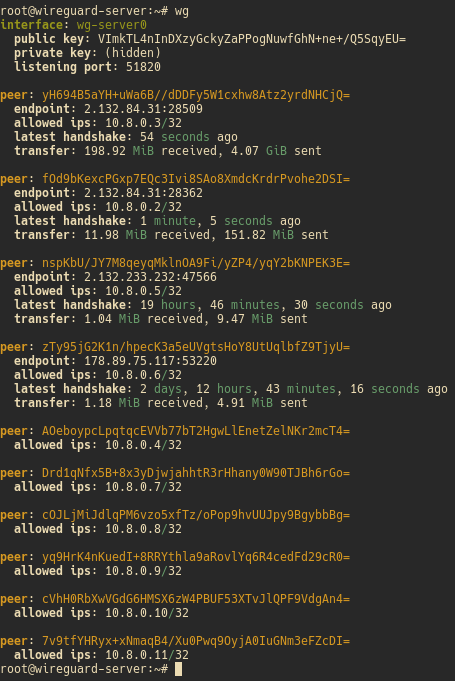 root@wireguard-server:~# wg
interface: wg-server0
  public key: VImkTL4nInDXzyGckyZaPPogNuwfGhN+ne+/Q5SqyEU=
  private key: (hidden)
  listening port: 51820

peer: yH694B5aYH+uWa6B//dDDFy5W1cxhw8Atz2yrdNHCjQ=
  endpoint: 2.132.84.31:28509
  allowed ips: 10.8.0.3/32
  latest handshake: 54 seconds ago
  transfer: 198.92 MiB received, 4.07 GiB sent

peer: fOd9bKexcPGxp7EQc3Ivi8SAo8XmdcKrdrPvohe2DSI=
  endpoint: 2.132.84.31:28362
  allowed ips: 10.8.0.2/32
  latest handshake: 1 minute, 5 seconds ago
  transfer: 11.98 MiB received, 151.82 MiB sent

peer: nspKbU/JY7M8qeyqMklnOA9Fi/yZP4/yqY2bKNPEK3E=
  endpoint: 2.132.233.232:47566
  allowed ips: 10.8.0.5/32
  latest handshake: 19 hours, 46 minutes, 30 seconds ago
  transfer: 1.04 MiB received, 9.47 MiB sent

peer: zTy95jG2K1n/hpecK3a5eUVgtsHoY8UtUqlbfZ9TjyU=
  endpoint: 178.89.75.117:53220
  allowed ips: 10.8.0.6/32
  latest handshake: 2 days, 12 hours, 43 minutes, 16 seconds ago
  transfer: 1.18 MiB received, 4.91 MiB sent

peer: AOeboypcLpqtqcEVVb77bT2HgwLlEnetZelNKr2mcT4=
  allowed ips: 10.8.0.4/32

peer: Drd1qNfx5B+8x3yDjwjahhtR3rHhany0W90TJBh6rGo=
  allowed ips: 10.8.0.7/32

peer: cOJLjMiJdlqPM6vzo5xfTz/oPop9hvUUJpy9BgybbBg=
  allowed ips: 10.8.0.8/32

peer: yq9HrK4nKuedI+8RRYthla9aRovlYq6R4cedFd29cR0=
  allowed ips: 10.8.0.9/32

peer: cVhH0RbXwVGdG6HMSX6zW4PBUF53XTvJlQPF9VdgAn4=
  allowed ips: 10.8.0.10/32

peer: 7v9tfYHRyx+xNmaqB4/Xu0Pwq9OyjA0IuGNm3eFZcDI=
  allowed ips: 10.8.0.11/32
root@wireguard-server:~#